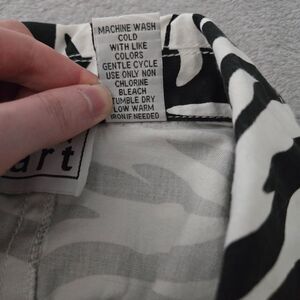 MACHINE WASH
COLD
WITH LIKE
COLORS
GENTLE CYCLE
USE ONLY NON
CHLORINE
BLEACH
TUMBLE DRY
LOW WARM
IRON IF NEEDED
art